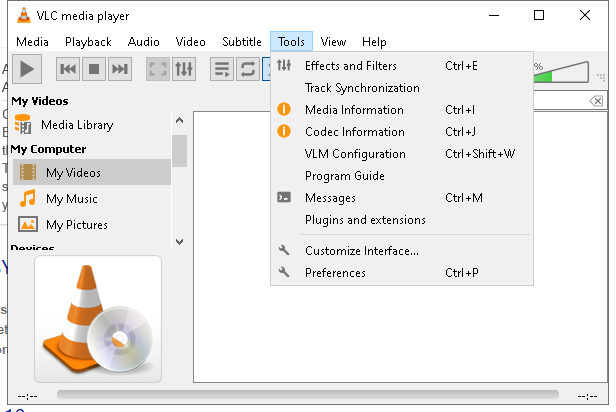 VLC media player
Media Playback Audio Video Subtitle Tools View Help
%
My Videos
Media Library
My Computer
My Videos
My Music
My Pictures
Devices
Effects and Filters Ctrl+E
Track Synchronization
Media Information Ctrl+I
Codec Information Ctrl+J
VLM Configuration Ctrl+Shift+W
Program Guide
Messages Ctrl+M
Plugins and extensions
Customize Interface...
Preferences Ctrl+P
--:-- --:--